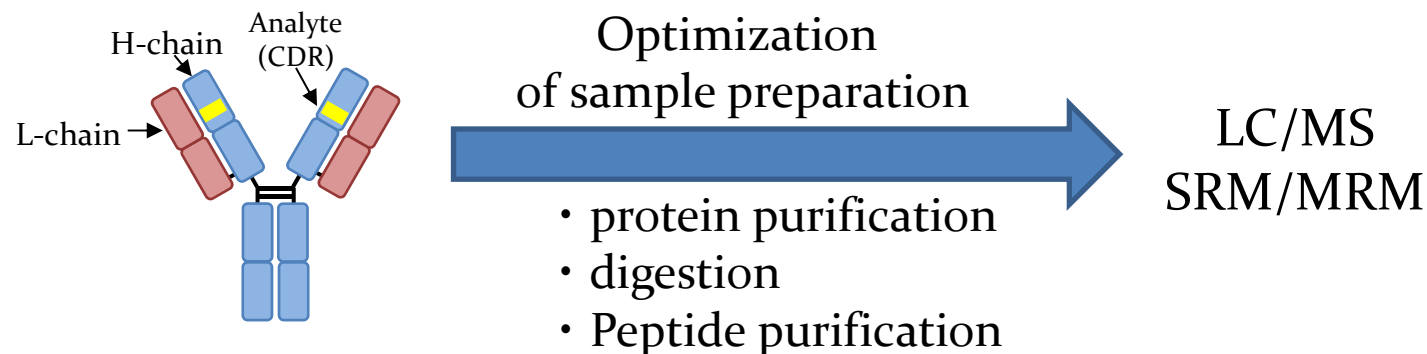 H-chain
Analyte
(CDR)
L-chain
Optimization
of sample preparation
・protein purification
・digestion
・Peptide purification
LC/MS
SRM/MRM